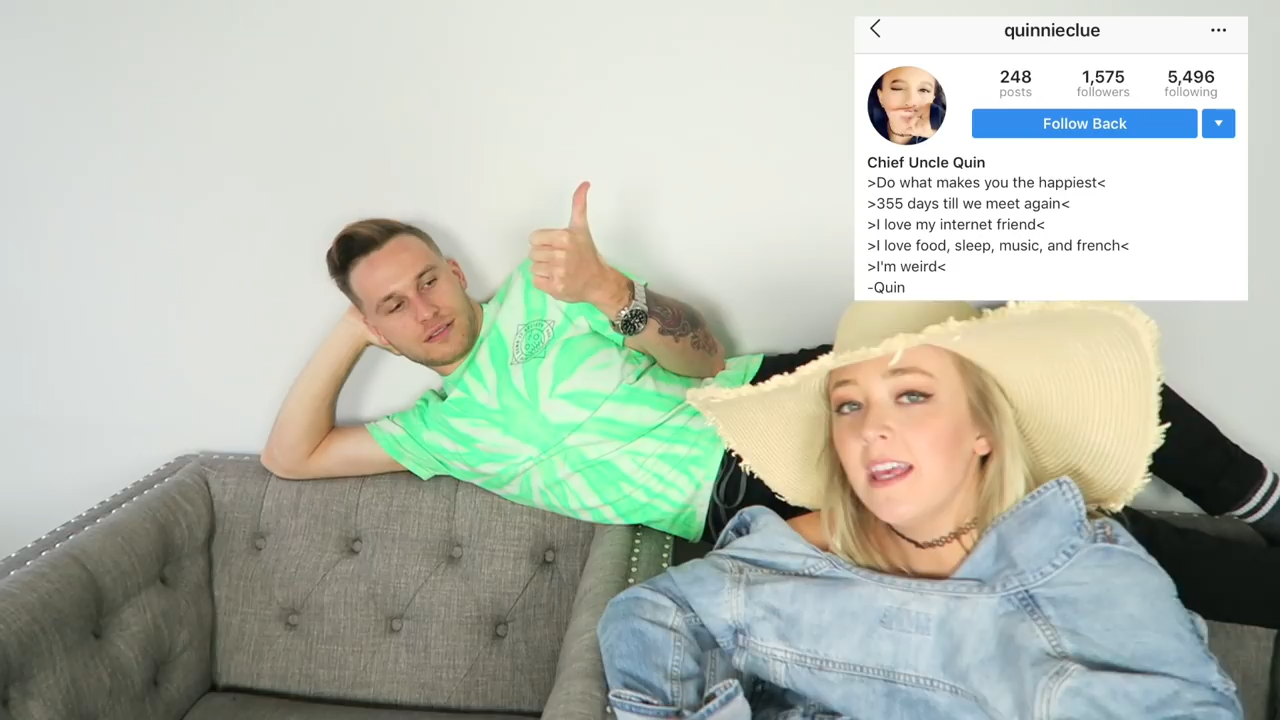 quinnieclue
248 1,575 5,496
posts followers following
Follow Back
Chief Uncle Quin
>Do what makes you the happiest<
>355 days till we meet again<
>I love my internet friend<
>I love food, sleep, music, and french<
>I'm weird<
-Quin